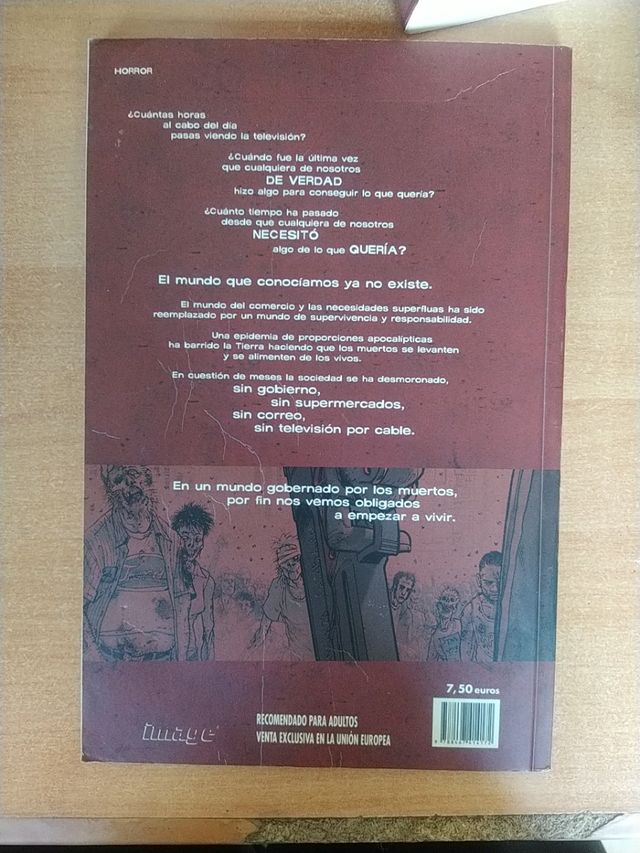 HORROR
¿Cuántas horas
al cabo del día
pasas viendo la televisión?
¿Cuándo fue la última vez
que cualquiera de nosotros
DE VERDAD
hizo algo para conseguir lo que quería?
¿Cuánto tiempo ha pasado
desde que cualquiera de nosotros
NECESITÓ
algo de lo que QUERÍA?
El mundo que conocíamos ya no existe.
El mundo del comercio y las necesidades superfluas ha sido
reemplazado por un mundo de supervivencia y responsabilidad.
Una epidemia de proporciones apocalípticas
ha barrido la Tierra haciendo que los muertos se levanten
y se alimenten de los vivos.
En cuestión de meses la sociedad se ha desmoronado,
sin gobierno,
sin supermercados,
sin correo,
sin televisión por cable.
En un mundo gobernado por los muertos,
por fin nos vemos obligados
a empezar a vivir.
7,50 euros
image
RECOMENDADO PARA ADULTOS
VENTA EXCLUSIVA EN LA UNIÓN EUROPEA